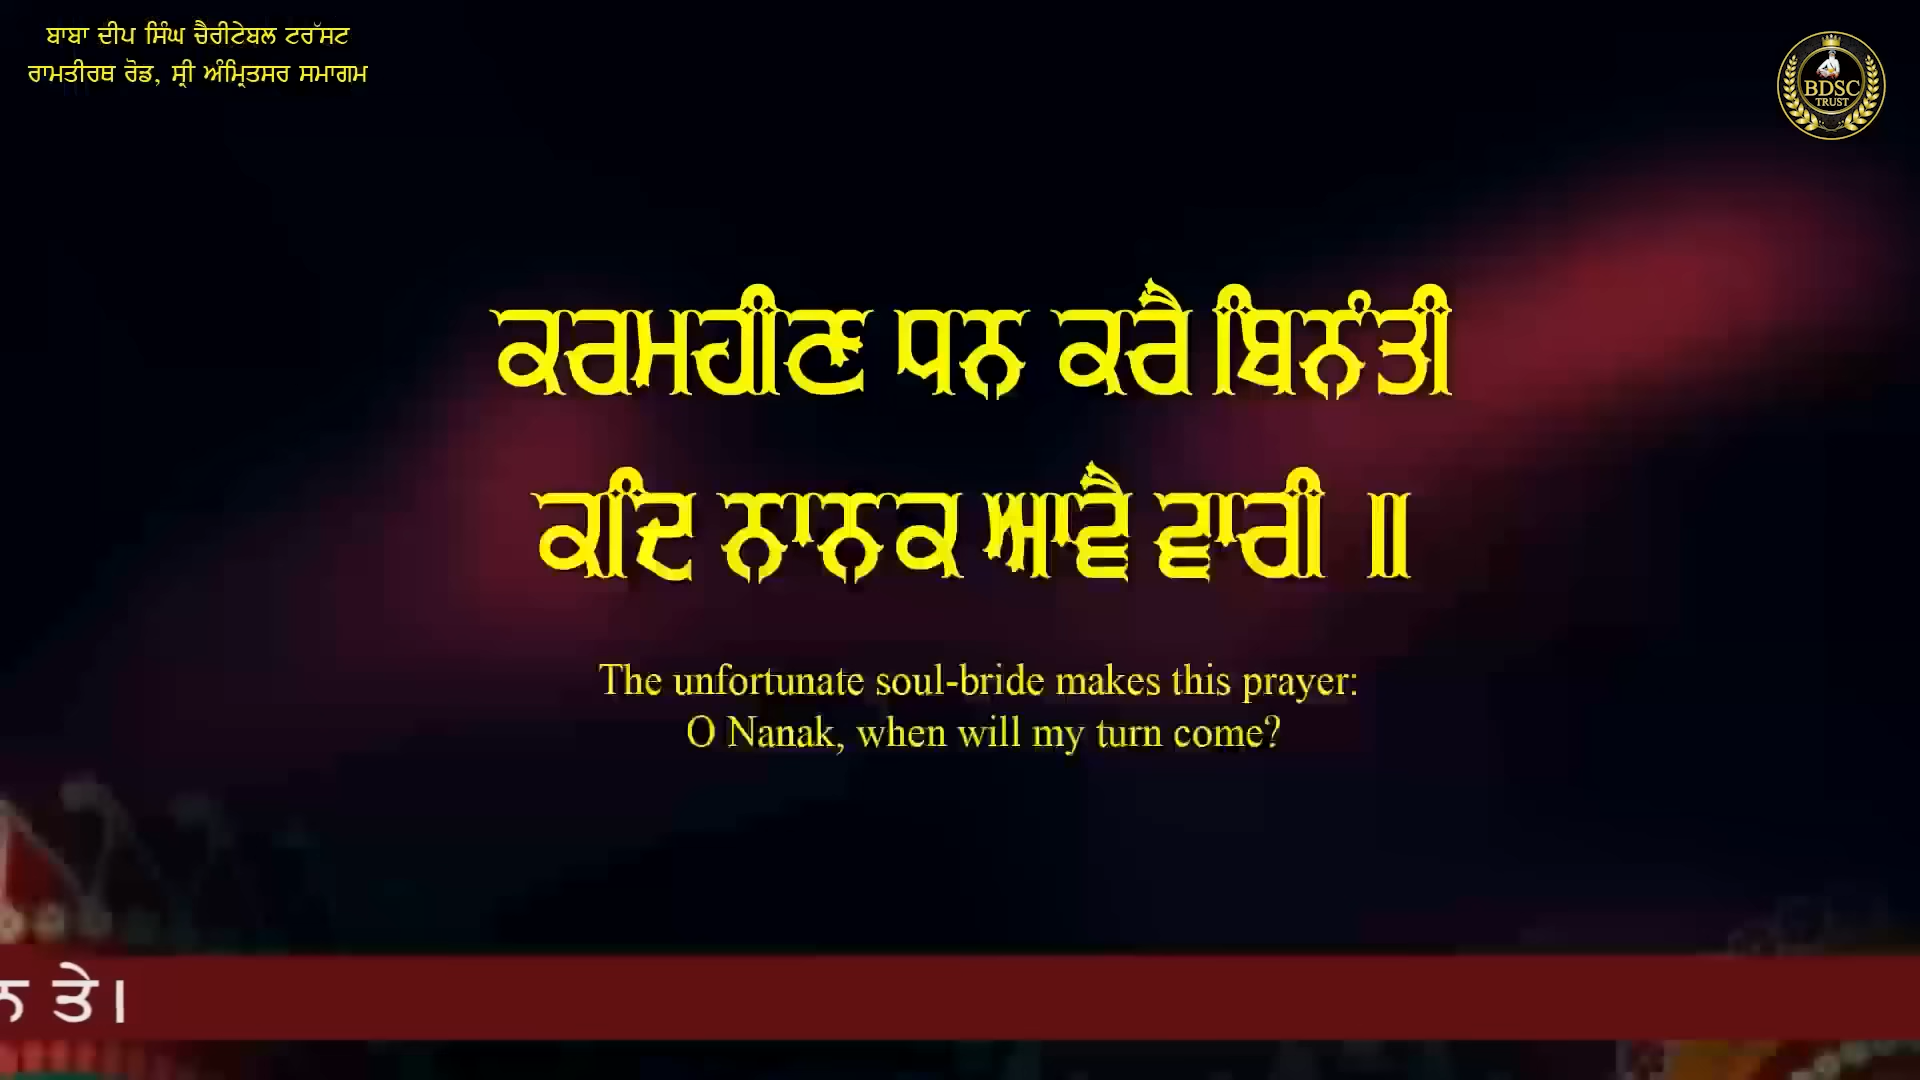 ਬਾਬਾ ਦੀਪ ਸਿੰਘ ਚੈਰੀਟੇਬਲ ਟਰੱਸਟ
ਰਾਮਤੀਰਥ ਰੋਡ, ਸ੍ਰੀ ਅੰਮ੍ਰਿਤਸਰ ਸਮਾਗਮ
BDSC
TRUST
ਕਰਮਹੀਣ ਧਨ ਕਰੈ ਬਿਨੰਤੀ
ਕਦਿ ਨਾਨਕ ਆਵੈ ਵਾਰੀ ॥
The unfortunate soul-bride makes this prayer:
O Nanak, when will my turn come?
ਤੇ।